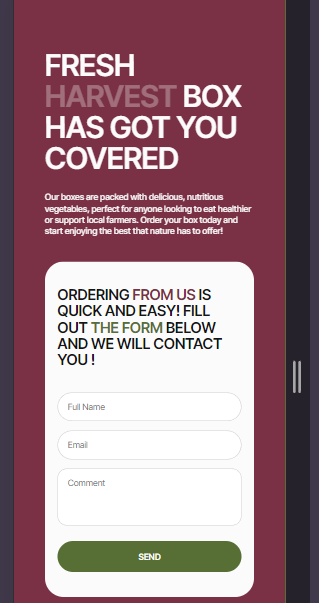 FRESH
HARVEST BOX
HAS GOT YOU
COVERED
Our boxes are packed with delicious, nutritious
vegetables, perfect for anyone looking to eat healthier
or support local farmers. Order your box today and
start enjoying the best that nature has to offer!
ORDERING FROM US IS
QUICK AND EASY! FILL
OUT THE FORM BELOW
AND WE WILL CONTACT
YOU !
Full Name
Email
Comment
SEND